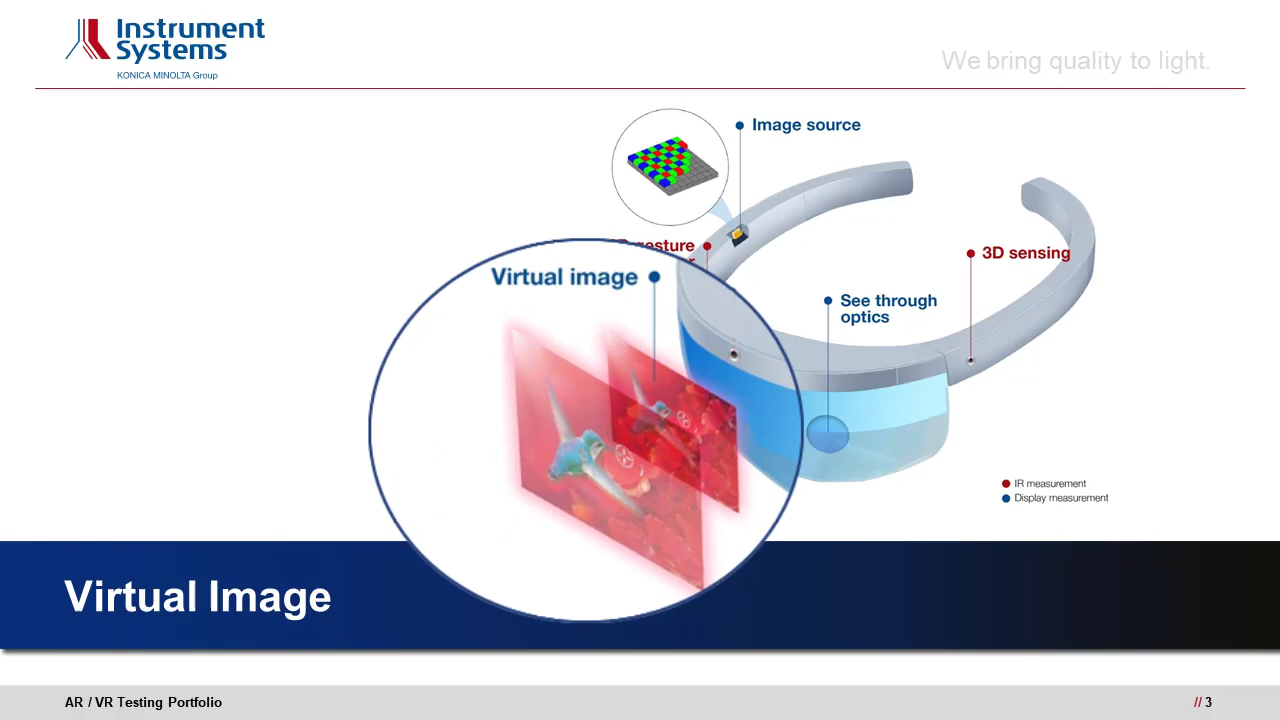 Instrument
Systems
KONICA MINOLTA Group
We bring quality to light.
Image source
gesture
3D sensing
Virtual image
See through
optics
IR measurement
Display measurement
Virtual Image
AR / VR Testing Portfolio
// 3